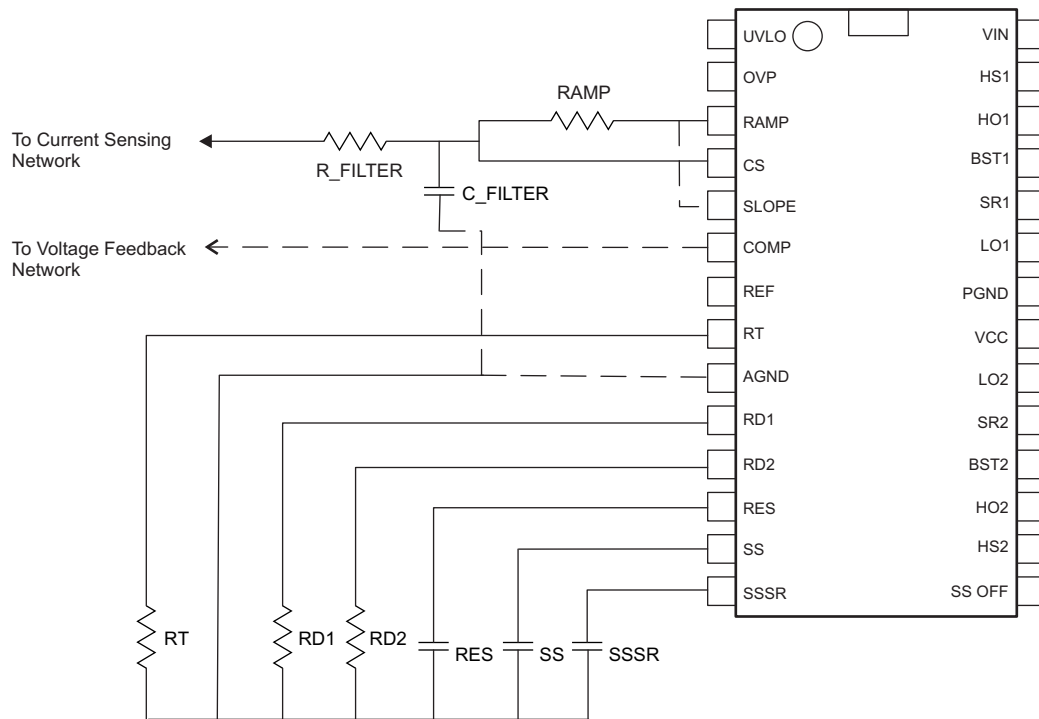 UVLO
VIN
OVP
HS1
RAMP
RAMP
HO1
To Current Sensing
Network
R_FILTER
CS
BST1
C_FILTER
SLOPE
SR1
To Voltage Feedback
Network
COMP
LO1
REF
PGND
RT
VCC
AGND
LO2
RD1
SR2
RD2
BST2
RES
HO2
SS
HS2
SSSR
SS OFF
RT
RD1
RD2
RES
SS
SSSR